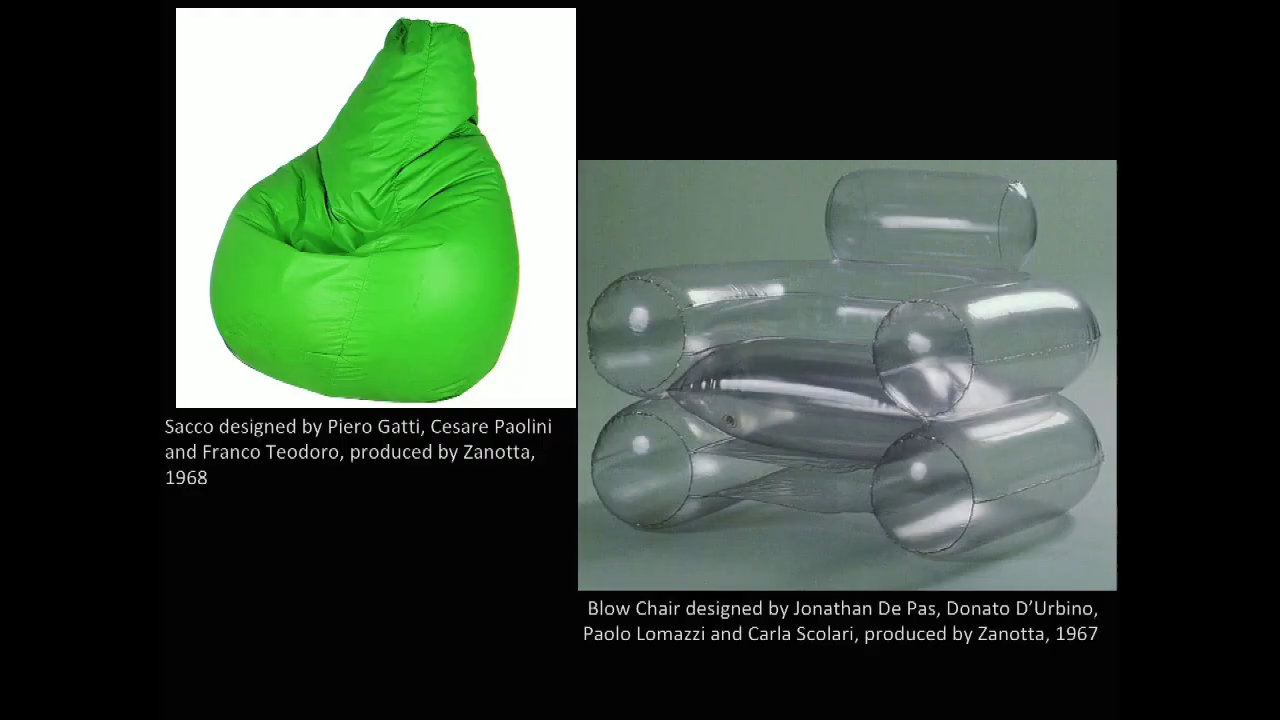 Sacco designed by Piero Gatti, Cesare Paolini
and Franco Teodoro, produced by Zanotta,
1968
Blow Chair designed by Jonathan De Pas, Donato D’Urbino,
Paolo Lomazzi and Carla Scolari, produced by Zanotta, 1967